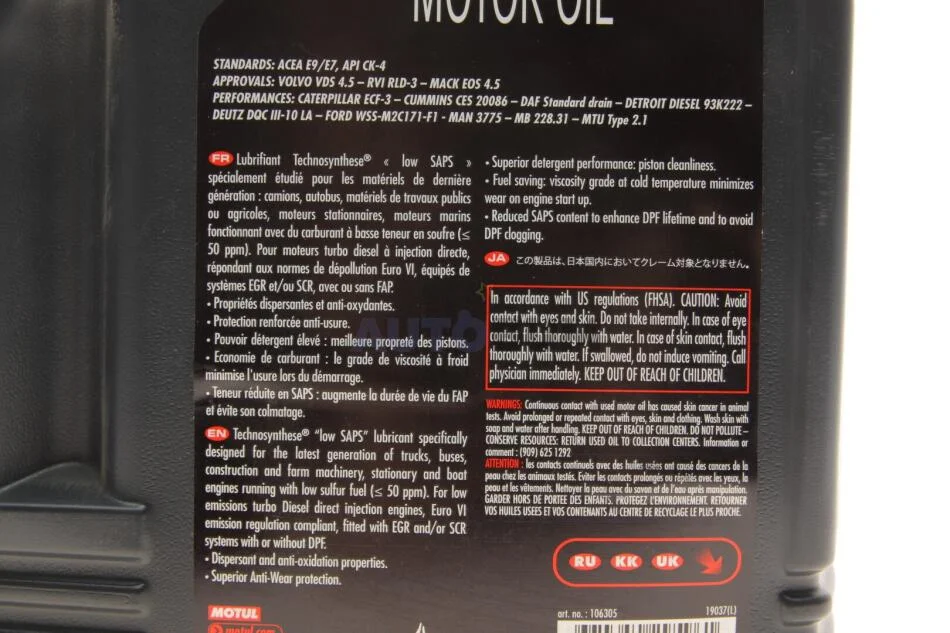 MOTOR OIL
STANDARDS: ACEA E9/E7, API CK-4
APPROVALS: VOLVO VDS 4.5 – RVI RLD-3 – MACK EOS 4.5
PERFORMANCES: CATERPILLAR ECF-3 – CUMMINS CES 20086 – DAF Standard drain – DETROIT DIESEL 93K222 –
DEUTZ DQC III-10 LA – FORD WSS-M2C171-F1 - MAN 3775 – MB 228.31 – MTU Type 2.1
FR Lubrifiant Technosynthese® « low SAPS »
spécialement étudié pour les matériels de dernière
génération : camions, autobus, matériels de travaux publics
ou agricoles, moteurs stationnaires, moteurs marins
fonctionnant avec du carburant à basse teneur en soufre (≤
50 ppm). Pour moteurs turbo diesel à injection directe,
répondant aux normes de dépollution Euro VI, équipés de
systèmes EGR et/ou SCR, avec ou sans FAP.
• Propriétés dispersantes et anti-oxydantes.
• Protection renforcée anti-usure.
• Pouvoir détergent élevé : meilleure propreté des pistons.
• Economie de carburant : le grade de viscosité à froid
minimise l'usure lors du démarrage.
• Teneur réduite en SAPS : augmente la durée de vie du FAP
et évite son colmatage.
EN Technosynthese® "low SAPS" lubricant specifically
designed for the latest generation of trucks, buses,
construction and farm machinery, stationary and boat
engines running with low sulfur fuel (≤ 50 ppm). For low
emissions turbo Diesel direct injection engines, Euro VI
emission regulation compliant, fitted with EGR and/or SCR
systems with or without DPF.
• Dispersant and anti-oxidation properties.
• Superior Anti-Wear protection.
• Superior detergent performance: piston cleanliness.
• Fuel saving: viscosity grade at cold temperature minimizes
wear on engine start up.
• Reduced SAPS content to enhance DPF lifetime and to avoid
DPF clogging.
JA この製品は、日本国内においてクレーム対象となりません。
In accordance with US regulations (FHSA). CAUTION: Avoid
contact with eyes and skin. Do not take internally. In case of eye
contact, flush thoroughly with water. In case of skin contact, flush
thoroughly with water. If swallowed, do not induce vomiting. Call
physician immediately. KEEP OUT OF REACH OF CHILDREN.
WARNINGS: Continuous contact with used motor oil has caused skin cancer in animal
tests. Avoid prolonged or repeated contact with eyes, skin and clothing. Wash skin with
soap and water after handling. KEEP OUT OF REACH OF CHILDREN. DO NOT POLLUTE –
CONSERVE RESOURCES: RETURN USED OIL TO COLLECTION CENTERS. Information or
comment : (909) 625 1292
ATTENTION : les contacts continuels avec des huiles usées ont causé des cancers de la
peau chez les animaux testés. Eviter les contacts prolongés ou répétés avec les yeux, la
peau et les vêtements. Nettoyer la peau avec du savon et de l'eau après manipulation.
GARDER HORS DE PORTEE DES ENFANTS. PROTEGEZ L'ENVIRONNEMENT. RETOURNER
VOS HUILES USEES ET VOS CONTENANTS AU CENTRE DE RECYCLAGE LE PLUS PROCHE.
RU KK UK
MOTUL
motul.com
art. no. : 106305 19037(L)